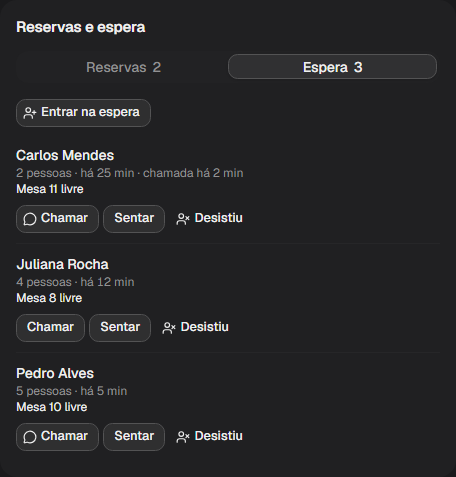 Reservas e espera
Reservas 2
Espera 3
Entrar na espera
Carlos Mendes
2 pessoas · há 25 min · chamada há 2 min
Mesa 11 livre
Chamar
Sentar
Desistiu
Juliana Rocha
4 pessoas · há 12 min
Mesa 8 livre
Chamar
Sentar
Desistiu
Pedro Alves
5 pessoas · há 5 min
Mesa 10 livre
Chamar
Sentar
Desistiu